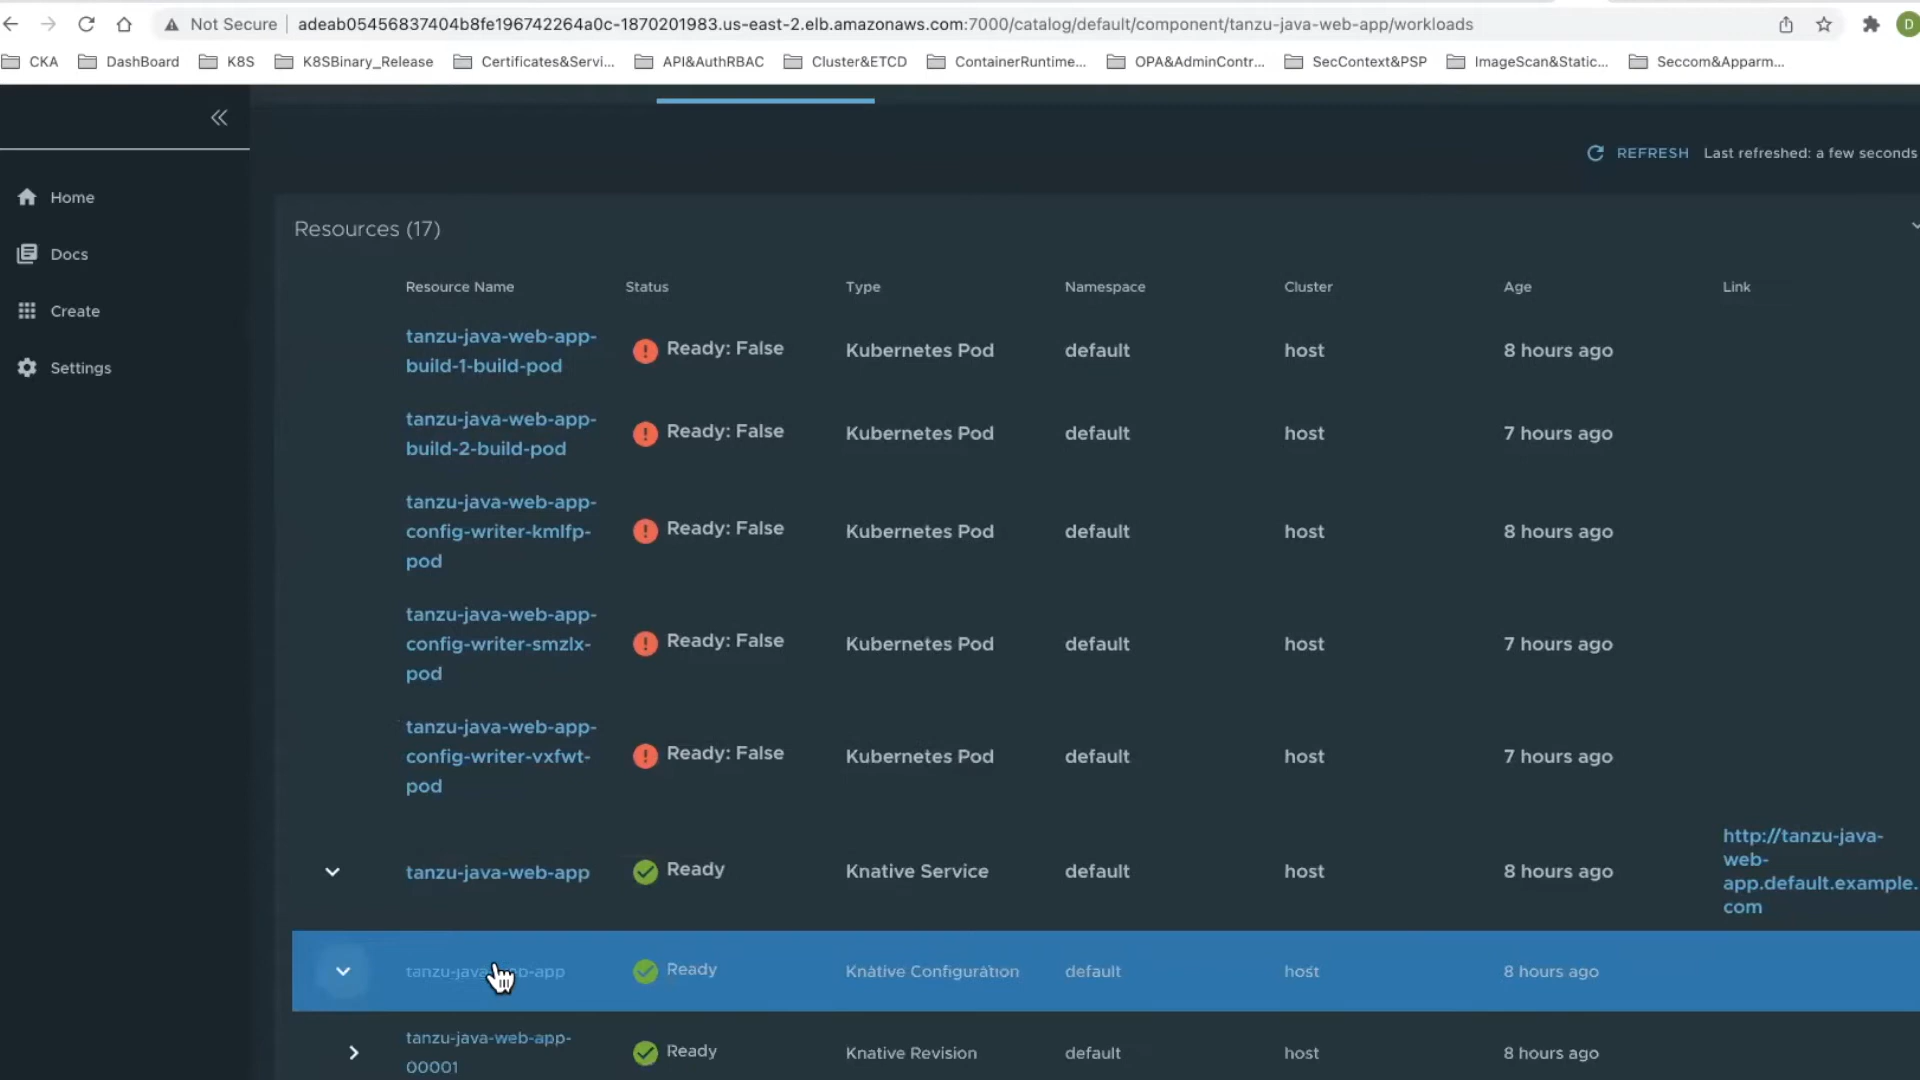 Not Secure adeab05456837404b8fe196742264a0c-1870201983.us-east-2.elb.amazonaws.com:7000/catalog/default/component/tanzu-java-web-app/workloads D
CKA DashBoard K8S K8SBinary_Release Certificates&Servi... API&AuthRBAC Cluster&ETCD ContainerRuntime... OPA&AdminContr... SecContext&PSP ImageScan&Static... Seccom&Apparm...
REFRESH Last refreshed: a few seconds
Home
Docs
Create
Settings
Resources (17)
Resource Name Status Type Namespace Cluster Age Link
tanzu-java-web-app-
build-1-build-pod
Ready: False Kubernetes Pod default host 8 hours ago
tanzu-java-web-app-
build-2-build-pod
Ready: False Kubernetes Pod default host 7 hours ago
tanzu-java-web-app-
config-writer-kmlfp-
pod
Ready: False Kubernetes Pod default host 8 hours ago
tanzu-java-web-app-
config-writer-smzlx-
pod
Ready: False Kubernetes Pod default host 7 hours ago
tanzu-java-web-app-
config-writer-vxfwt-
pod
Ready: False Kubernetes Pod default host 7 hours ago
tanzu-java-web-app Ready Knative Service default host 8 hours ago
http://tanzu-java-
web-
app.default.example.
com
Ready Knative Configuration default host 8 hours ago
tanzu-java-web-app-
00001
Ready Knative Revision default host 8 hours ago